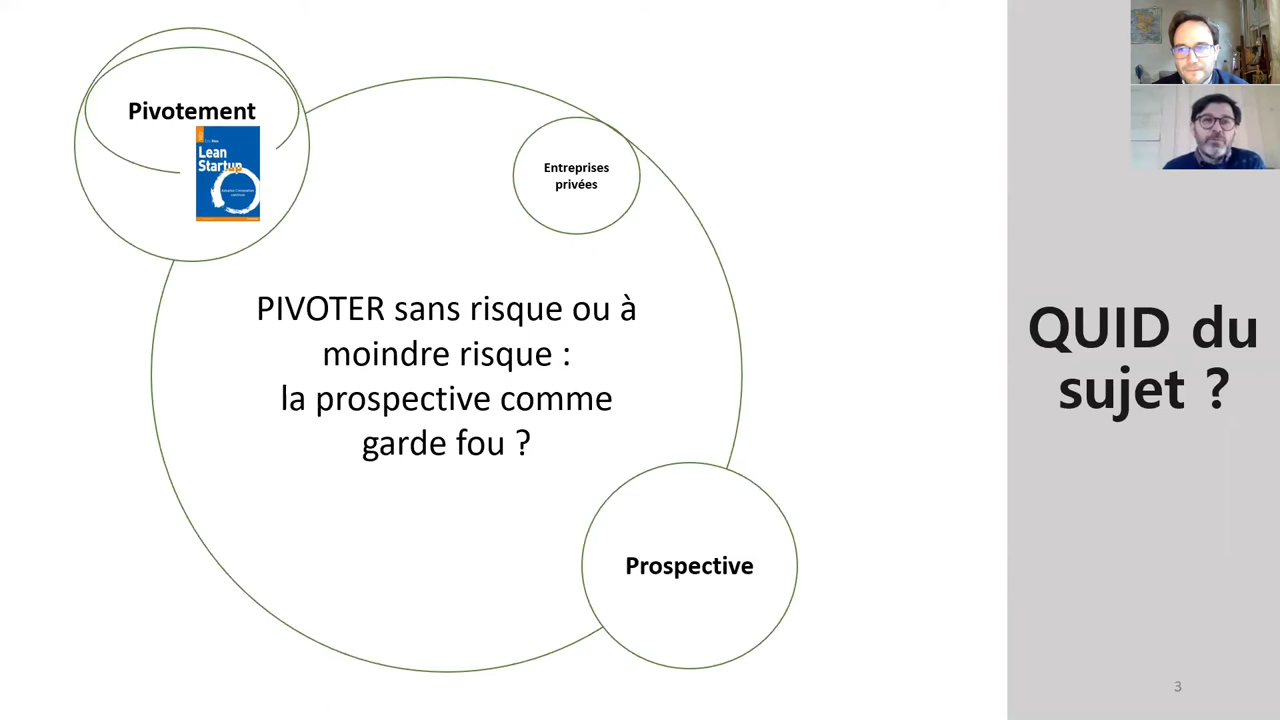 Pivotement
Lean
Startup
Entreprises
privées
PIVOTER sans risque ou à
moindre risque :
la prospective comme
garde fou ?
Prospective
QUID du
sujet ?
3